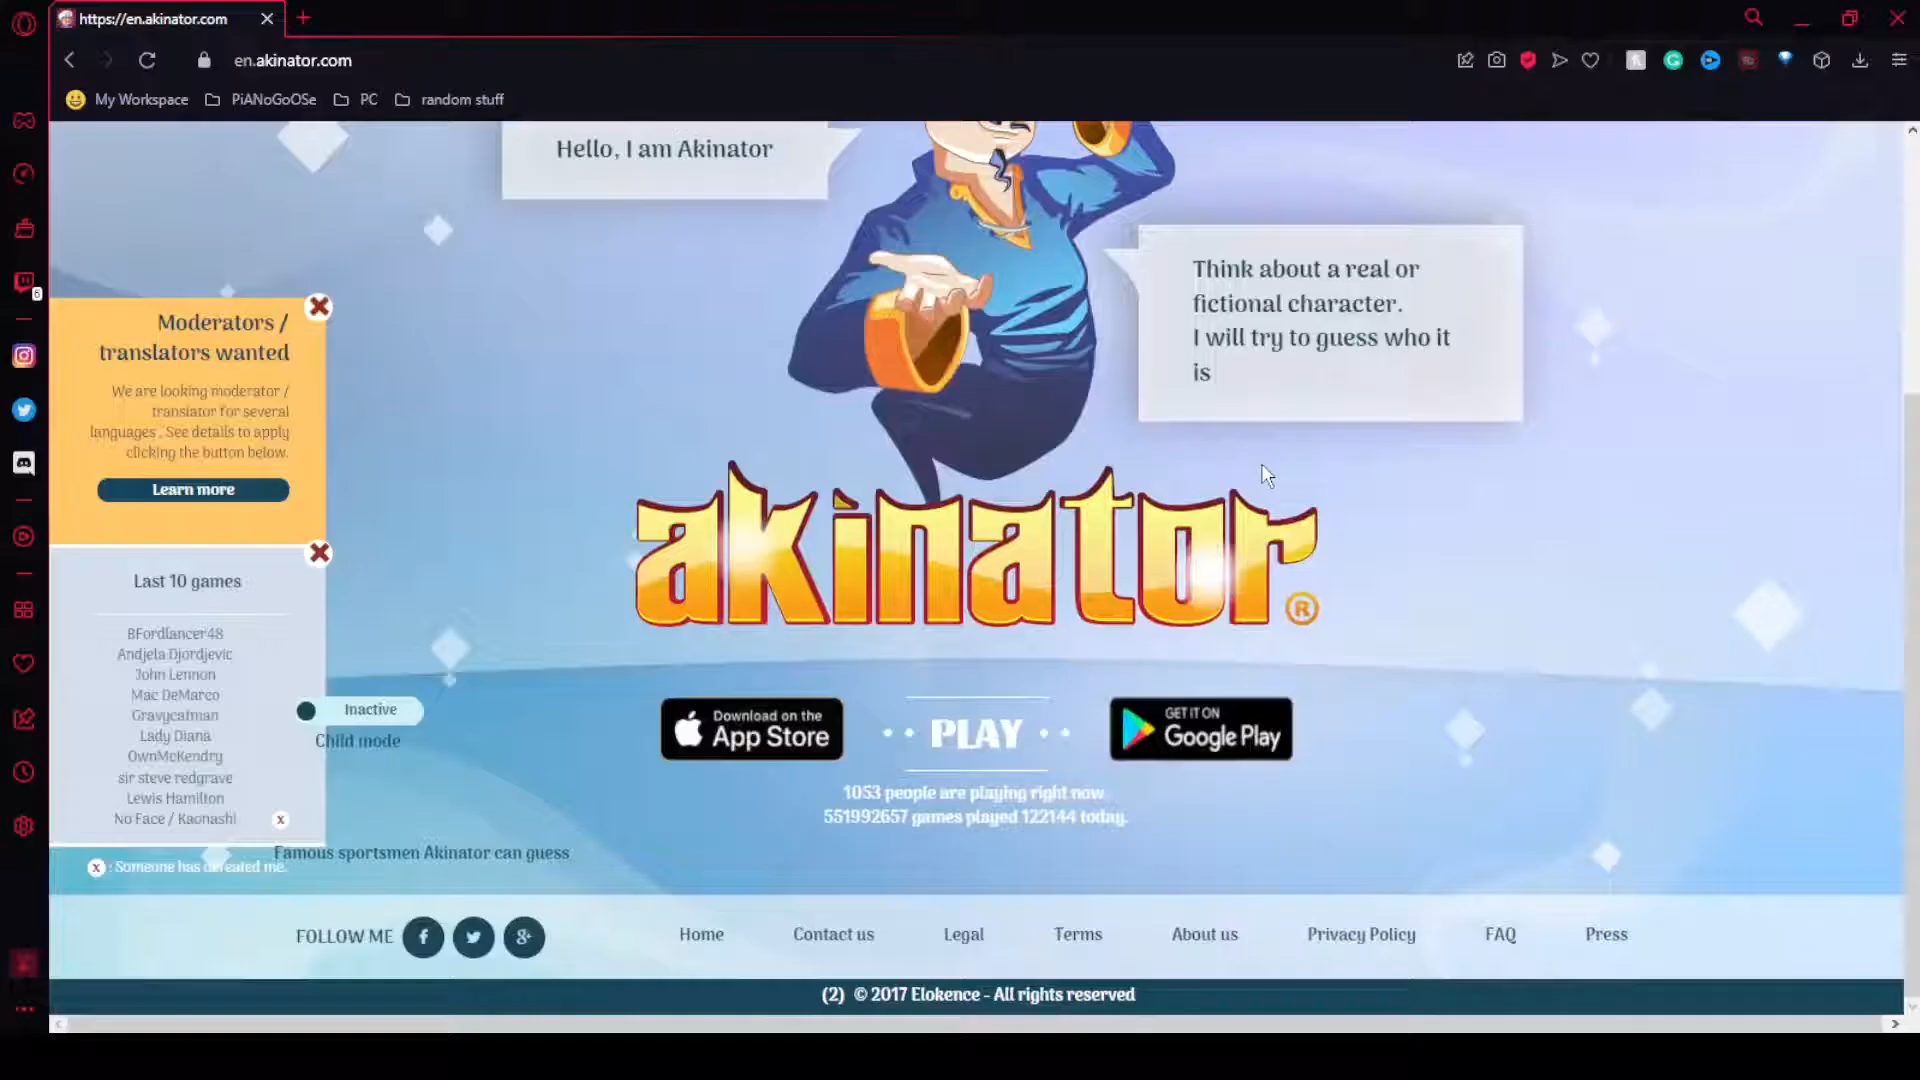 https://en.akinator.com
en.akinator.com
My Workspace
PiANoGoOSe
PC
random stuff
6
Hello, I am Akinator
Think about a real or
fictional character.
I will try to guess who it
is
Moderators /
translators wanted
We are looking moderator /
translator for several
languages . See details to apply
clicking the button below.
Learn more
Last 10 games
BFordlancer48
Andjela Djordjevic
John Lennon
Mac DeMarco
Gravycatman
Lady Diana
OwnMcKendry
sir steve redgrave
Lewis Hamilton
No Face / Kaonashi
x
x : Someone has defeated me.
Inactive
Child mode
akinator®
Download on the
App Store
PLAY
GET IT ON
Google Play
1053 people are playing right now.
551992657 games played 122144 today.
Famous sportsmen Akinator can guess
FOLLOW ME
Home
Contact us
Legal
Terms
About us
Privacy Policy
FAQ
Press
(2) © 2017 Elokence - All rights reserved